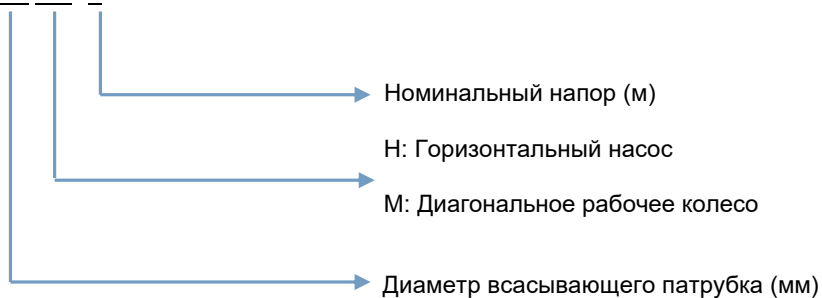 Номинальный напор (м)
Н: Горизонтальный насос
М: Диагональное рабочее колесо
Диаметр всасывающего патрубка (мм)